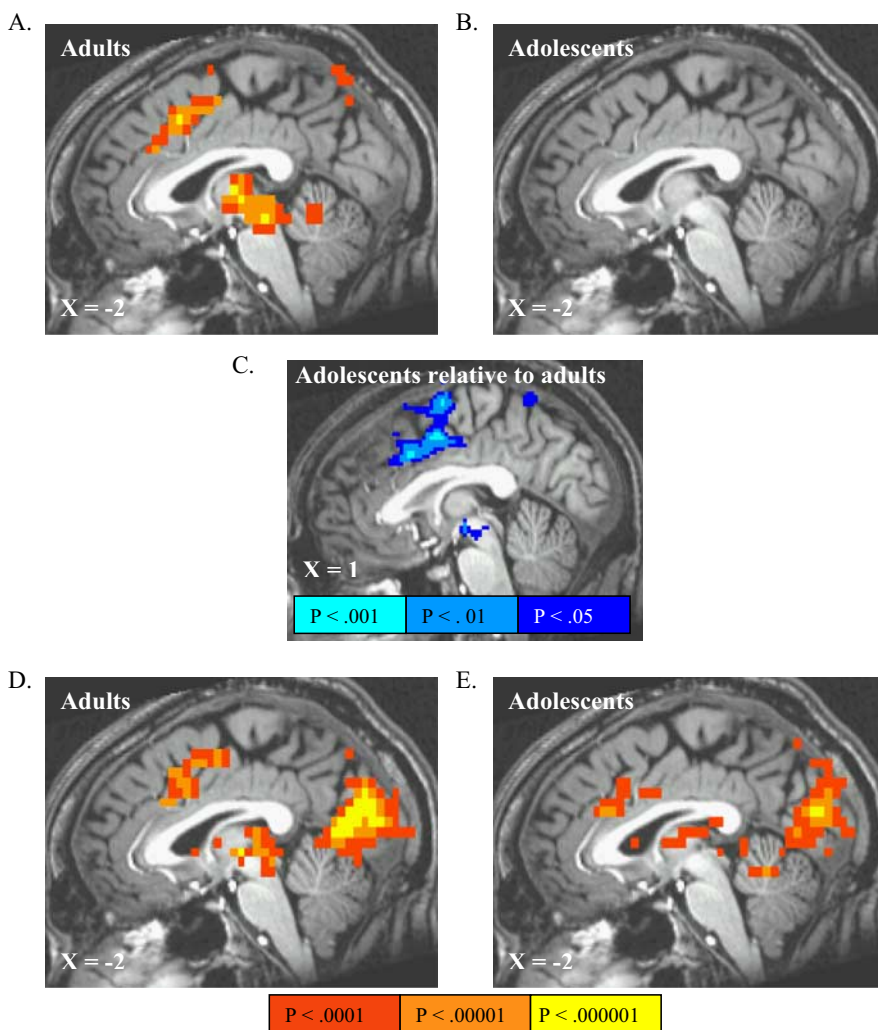 A.
Adults
X = -2
B.
Adolescents
X = -2
C.
Adolescents relative to adults
X = 1
P < .001 P < . 01 P < .05
D.
Adults
X = -2
E.
Adolescents
X = -2
P < .0001 P < .00001 P < .000001